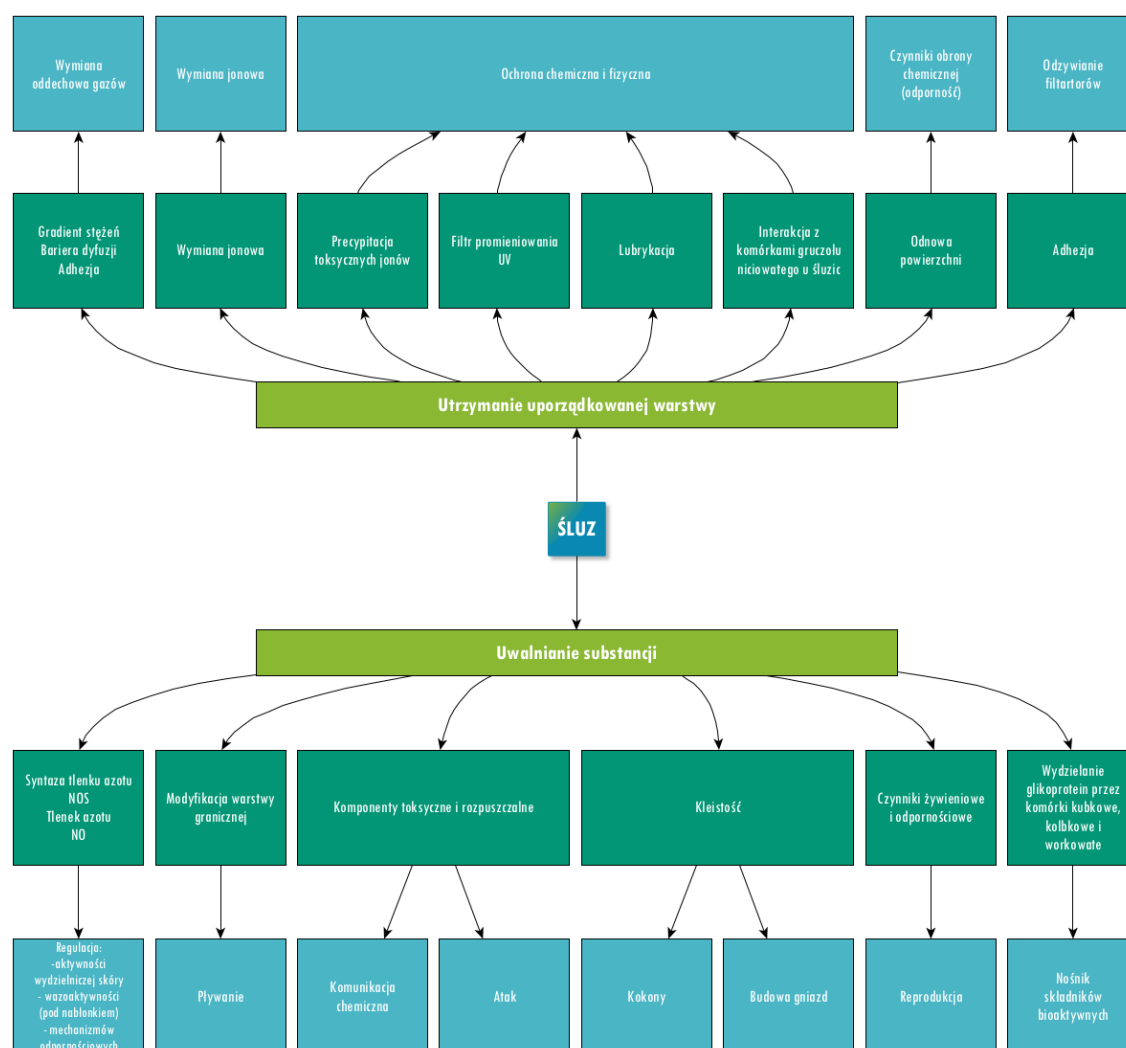 Wymiana
oddechowa gazów
Wymiana jonowa
Ochrona chemiczna i fizyczna
Czynniki obrony
chemicznej
(odporność)
Odzywianie
filtartorów
Gradient stężeń
Bariera dyfuzji
Adhezja
Wymiana jonowa
Precypitacja
toksycznych jonów
Filtr promieniowania
UV
Lubrykacja
Interakcja z
komórkami gruczołu
niciowatego u śluzic
Odnowa
powierzchni
Adhezja
Utrzymanie uporządkowanej warstwy
ŚLUZ
Uwalnianie substancji
Syntaza tlenku azotu
NOS
Tlenek azotu
NO
Modyfikacja warstwy
granicznej
Komponenty toksyczne i rozpuszczalne
Kleistość
Czynniki żywieniowe
i odpornościowe
Wydzielanie
glikoprotein przez
komórki kubkowe,
kolbkowe i
workowate
Regulacja:
-aktywności
wydzielniczej skóry
- wazoaktywności
(pod nabłonkiem)
- mechanizmów
odpornościowych
Pływanie
Komunikacja
chemiczna
Atak
Kokony
Budowa gniazd
Reprodukcja
Nośnik
składników
bioaktywnych